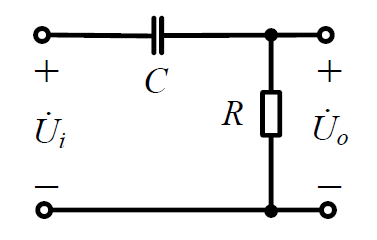 + C +
U̇i R U̇o
− −